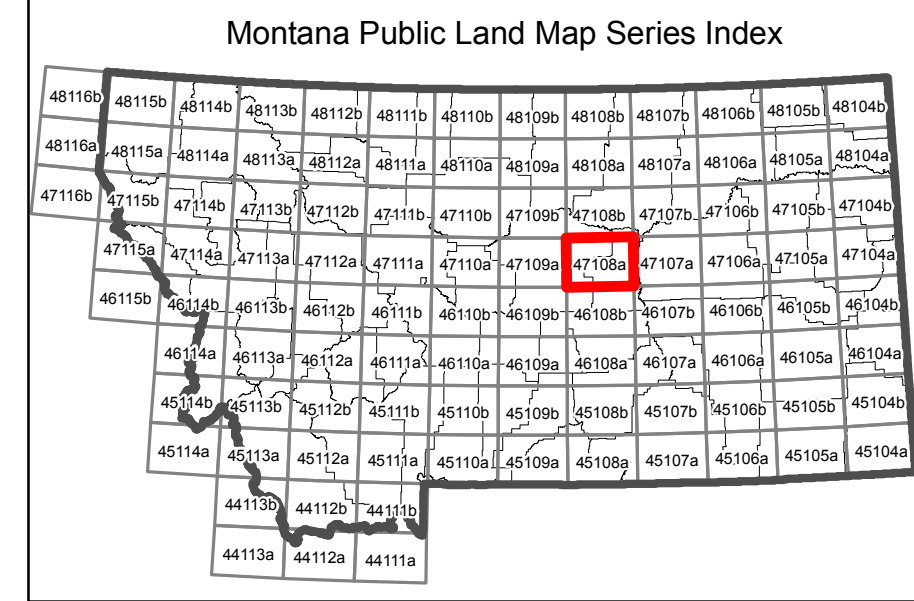 Montana Public Land Map Series Index
48116b 48115b 48114b 48113b 48112b 48111b 48110b 48109b 48108b 48107b 48106b 48105b 48104b
48116a 48115a 48114a 48113a 48112a 48111a 48110a 48109a 48108a 48107a 48106a 48105a 48104a
47116b 47115b 47114b 47113b 47112b 47111b 47110b 47109b 47108b 47107b 47106b 47105b 47104b
47115a 47114a 47113a 47112a 47111a 47110a 47109a 47108a 47107a 47106a 47105a 47104a
46115b 46114b 46113b 46112b 46111b 46110b 46109b 46108b 46107b 46106b 46105b 46104b
46114a 46113a 46112a 46111a 46110a 46109a 46108a 46107a 46106a 46105a 46104a
45114b 45113b 45112b 45111b 45110b 45109b 45108b 45107b 45106b 45105b 45104b
45114a 45113a 45112a 45111a 45110a 45109a 45108a 45107a 45106a 45105a 45104a
44113b 44112b 44111b
44113a 44112a 44111a